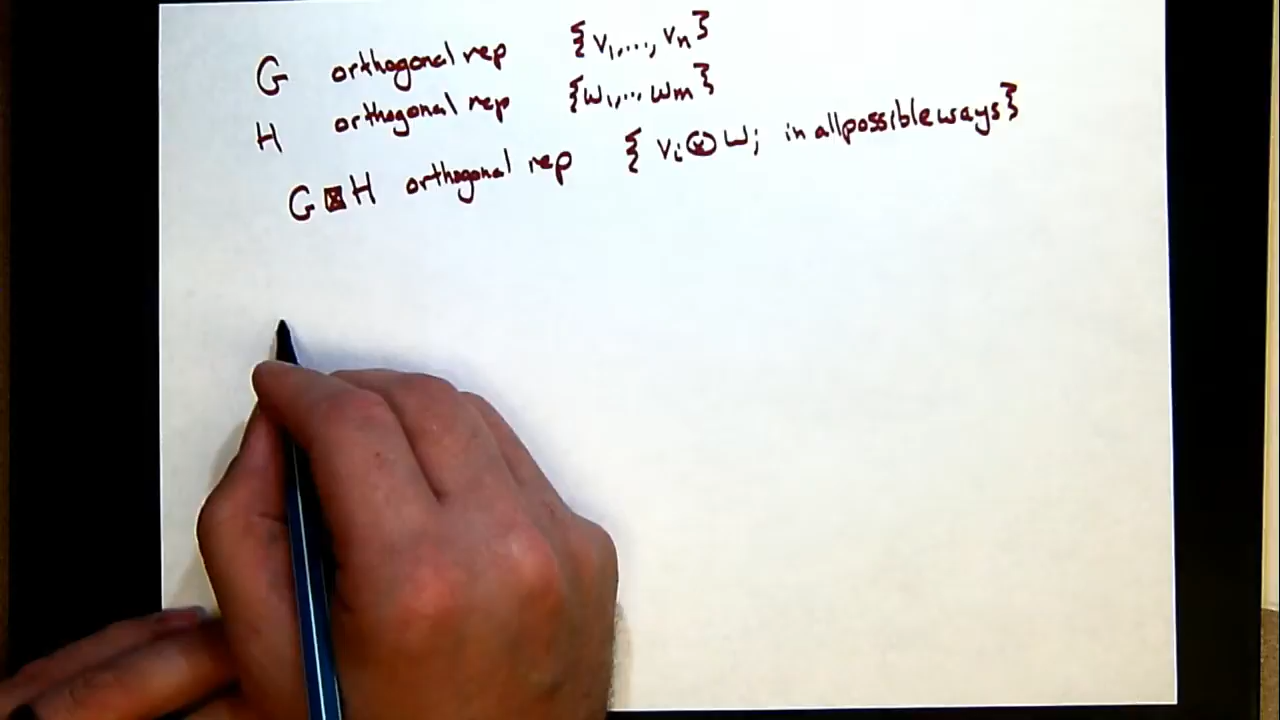 G orthogonal rep {v₁,..., vₙ}
H orthogonal rep {w₁,.., wₘ}
G ⊠ H orthogonal rep { vᵢ ⊗ wⱼ in all possible ways}